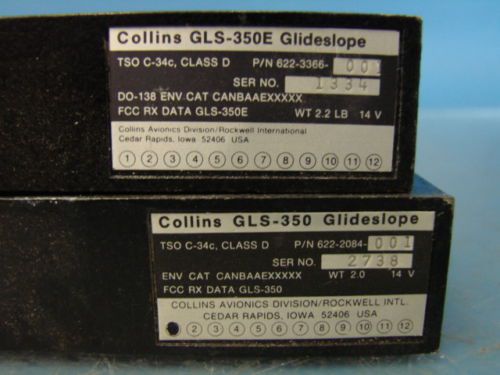 Collins GLS-350E Glideslope
TSO C-34c, CLASS D P/N 622-3366-001
SER NO. 1334
DO-138 ENV CAT CANBAAEXXXXX
FCC RX DATA GLS-350E WT 2.2 LB 14 V
Collins Avionics Division/Rockwell International
Cedar Rapids, Iowa 52406 USA
1 2 3 4 5 6 7 8 9 10 11 12
Collins GLS-350 Glideslope
TSO C-34c, CLASS D P/N 622-2084-001
SER NO. 2738
ENV CAT CANBAAEXXXXX WT 2.0 14 V
FCC RX DATA GLS-350
COLLINS AVIONICS DIVISION/ROCKWELL INTL.
CEDAR RAPIDS, IOWA 52406 USA
2 3 4 5 6 7 8 9 10 11 12